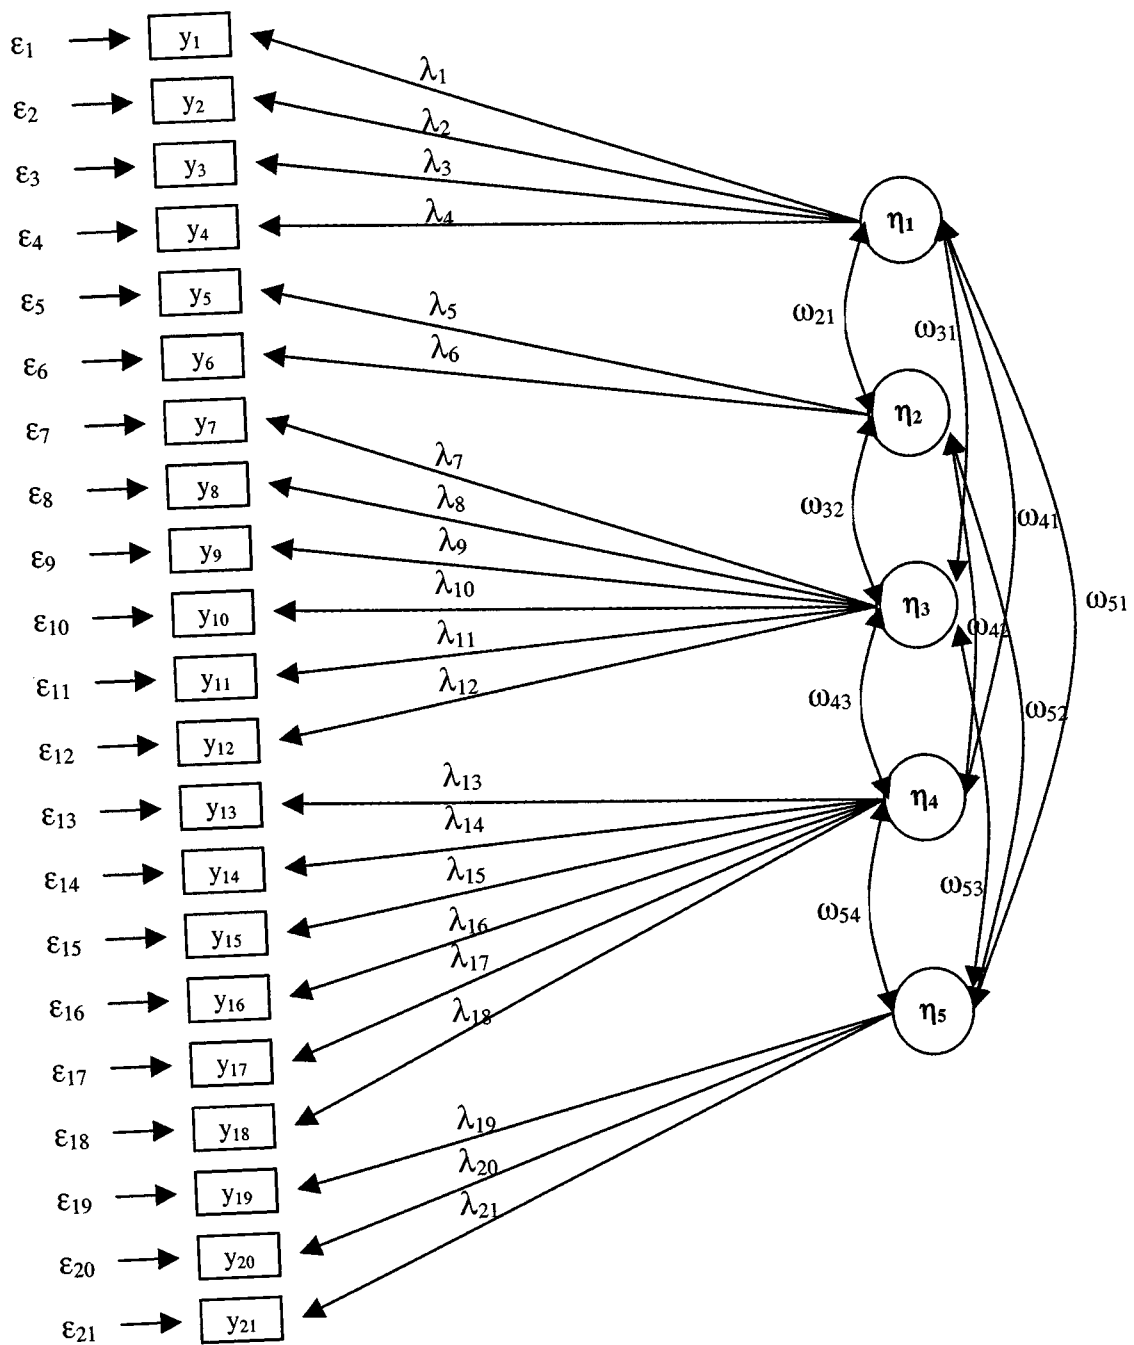 ε1 y1
λ1
ε2 y2
λ2
ε3 y3
λ3
ε4 y4
λ4
η1
ε5 y5
λ5
ω21
ω31
ε6 y6
λ6
ε7 y7
η2
λ7
ε8 y8
λ8
ω32
ω41
ε9 y9
λ9
ε10 y10
λ10
η3
ω51
ω42
ε11 y11
λ11
λ12
ω43
ω52
ε12 y12
ε13 y13
λ13
η4
λ14
ε14 y14
λ15
ω53
ε15 y15
λ16
ω54
λ17
ε16 y16
λ18
η5
ε17 y17
ε18 y18
λ19
λ20
ε19 y19
λ21
ε20 y20
ε21 y21